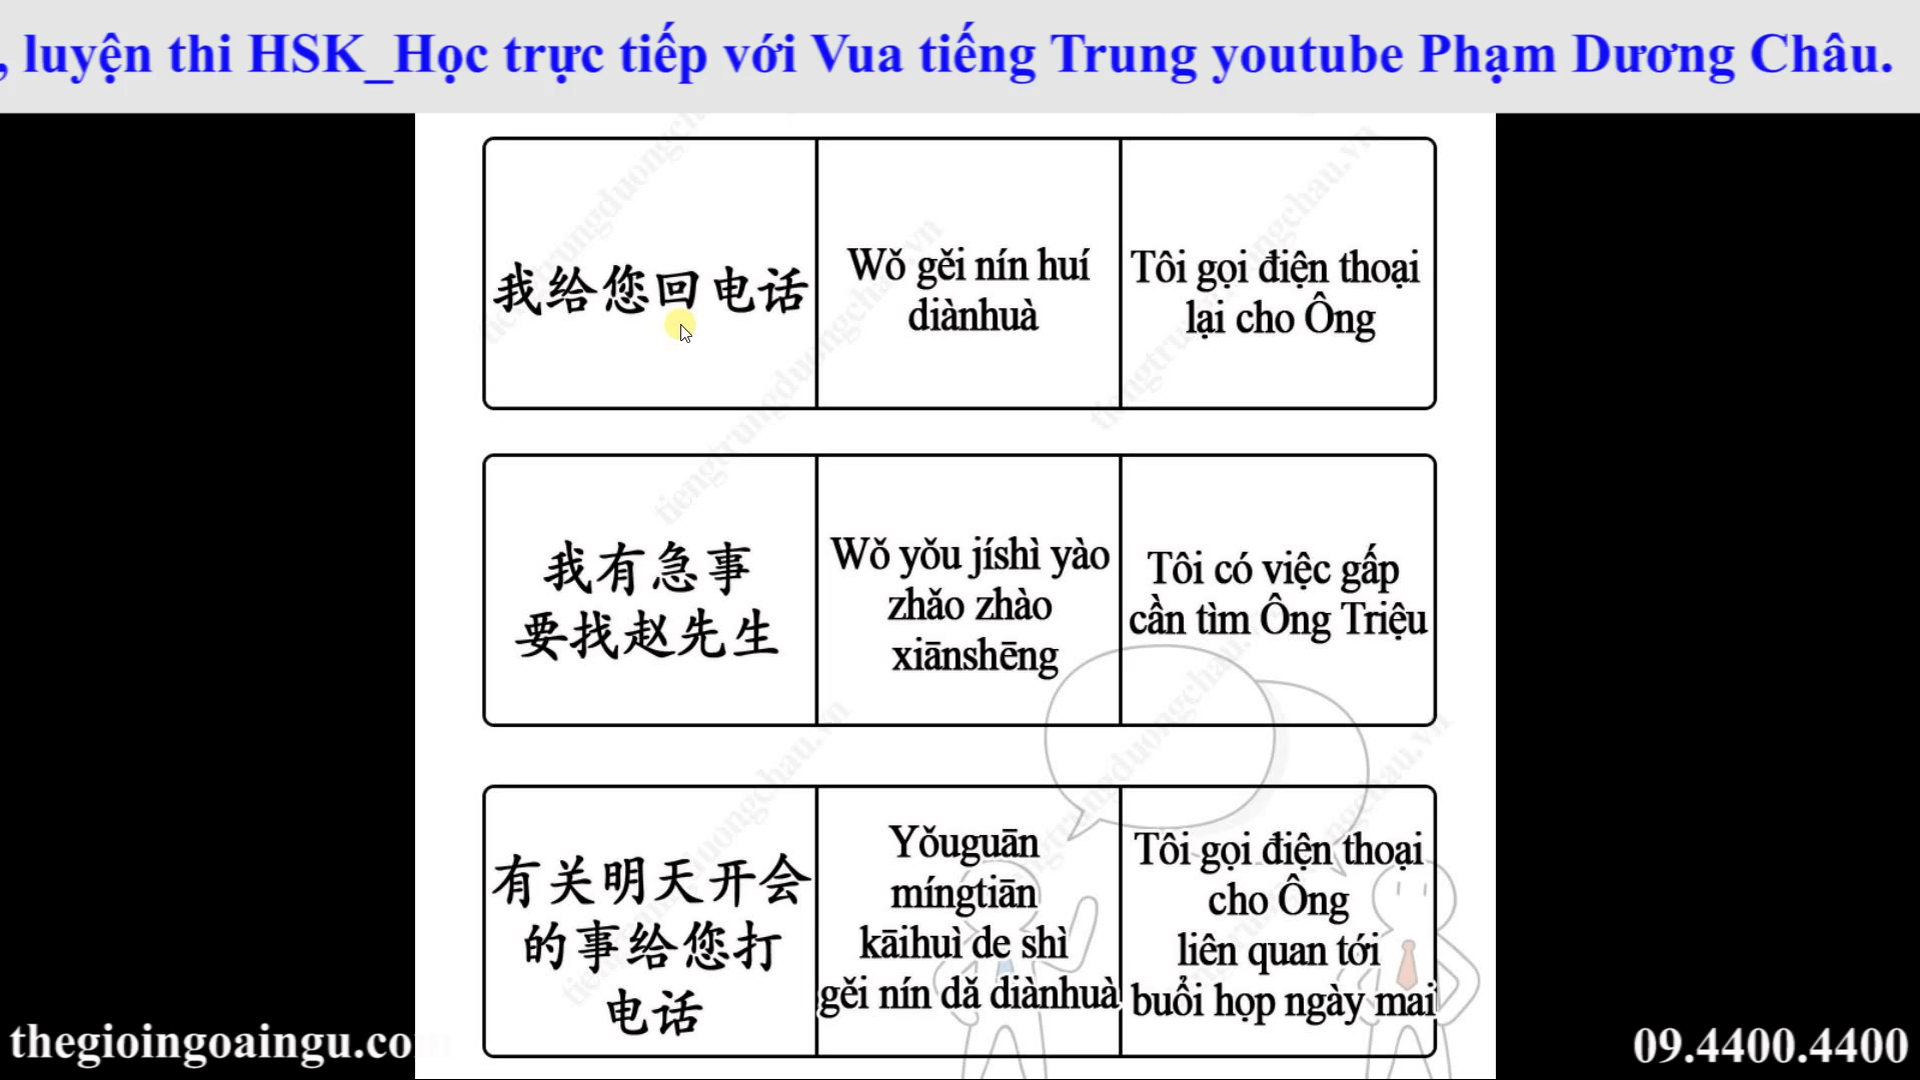 , luyện thi HSK_Học trực tiếp với Vua tiếng Trung youtube Phạm Dương Châu.
我给您回电话
Wǒ gěi nín huí
diànhuà
Tôi gọi điện thoại
lại cho Ông
我有急事
要找赵先生
Wǒ yǒu jíshì yào
zhǎo zhào
xiānshēng
Tôi có việc gấp
cần tìm Ông Triệu
有关明天开会
的事给您打
电话
Yǒuguān
míngtiān
kāihuì de shì
gěi nín dǎ diànhuà
Tôi gọi điện thoại
cho Ông
liên quan tới
buổi họp ngày mai
thegioingoaingu.co
09.4400.4400
tiengtrungduongchau.vn